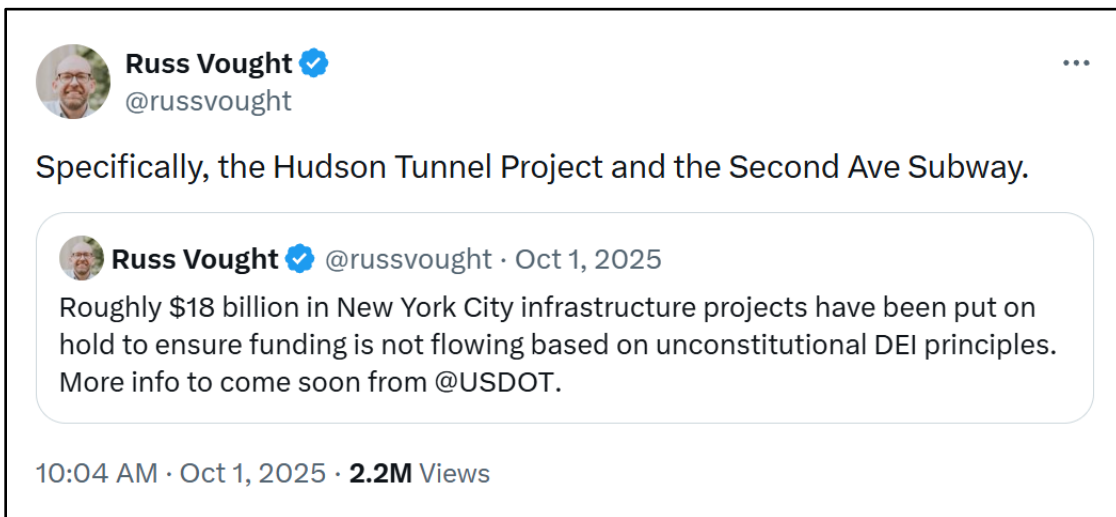 Russ Vought
@russvought
Specifically, the Hudson Tunnel Project and the Second Ave Subway.
Russ Vought @russvought · Oct 1, 2025
Roughly $18 billion in New York City infrastructure projects have been put on
hold to ensure funding is not flowing based on unconstitutional DEI principles.
More info to come soon from @USDOT.
10:04 AM · Oct 1, 2025 · 2.2M Views